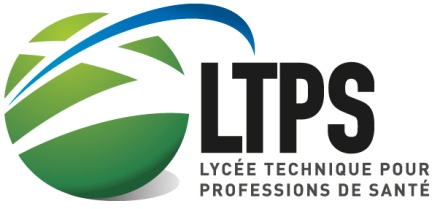 LTPS
LYCÉE TECHNIQUE POUR
PROFESSIONS DE SANTÉ